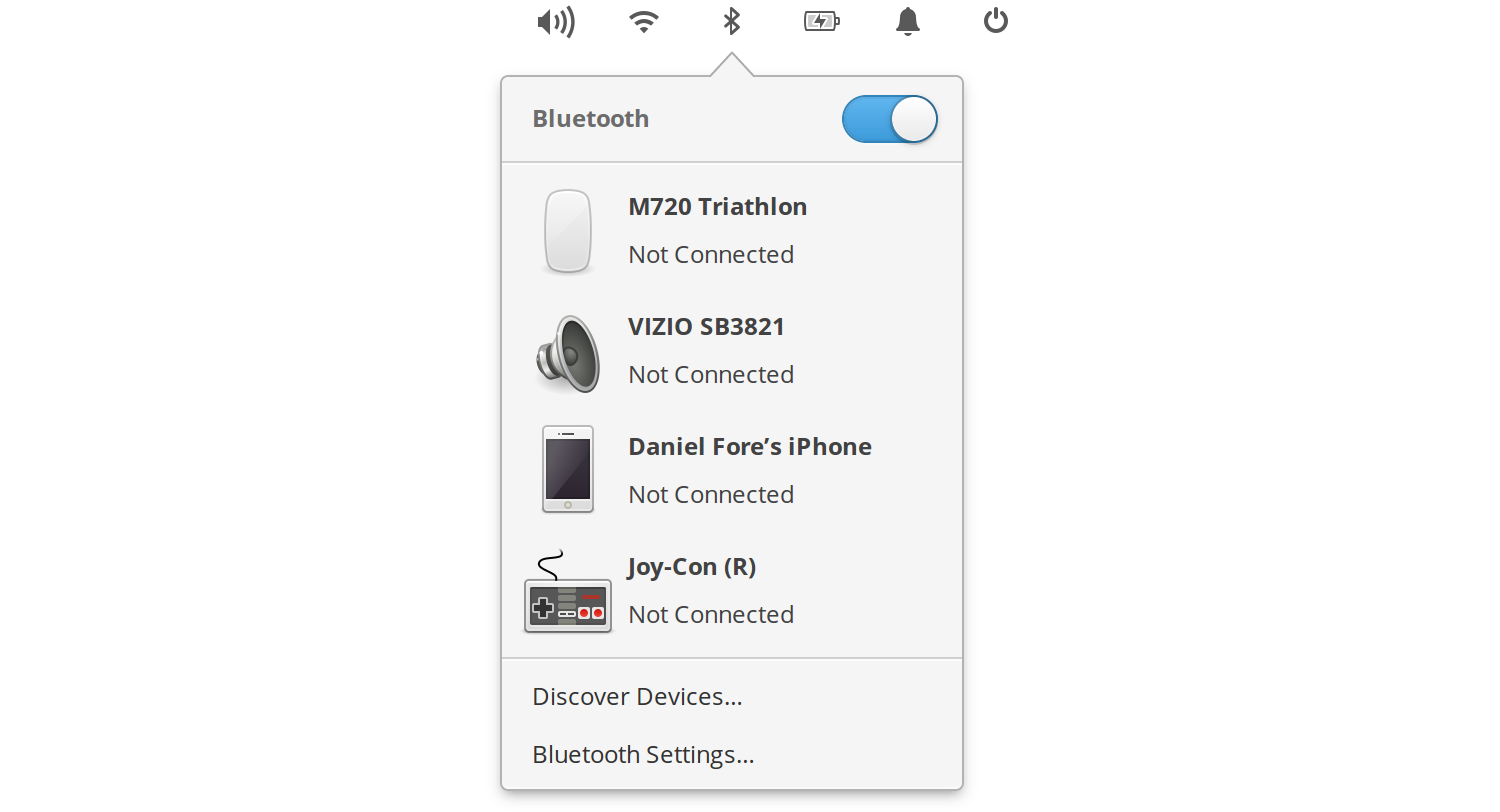 Bluetooth
M720 Triathlon
Not Connected
VIZIO SB3821
Not Connected
Daniel Fore’s iPhone
Not Connected
Joy-Con (R)
Not Connected
Discover Devices…
Bluetooth Settings…